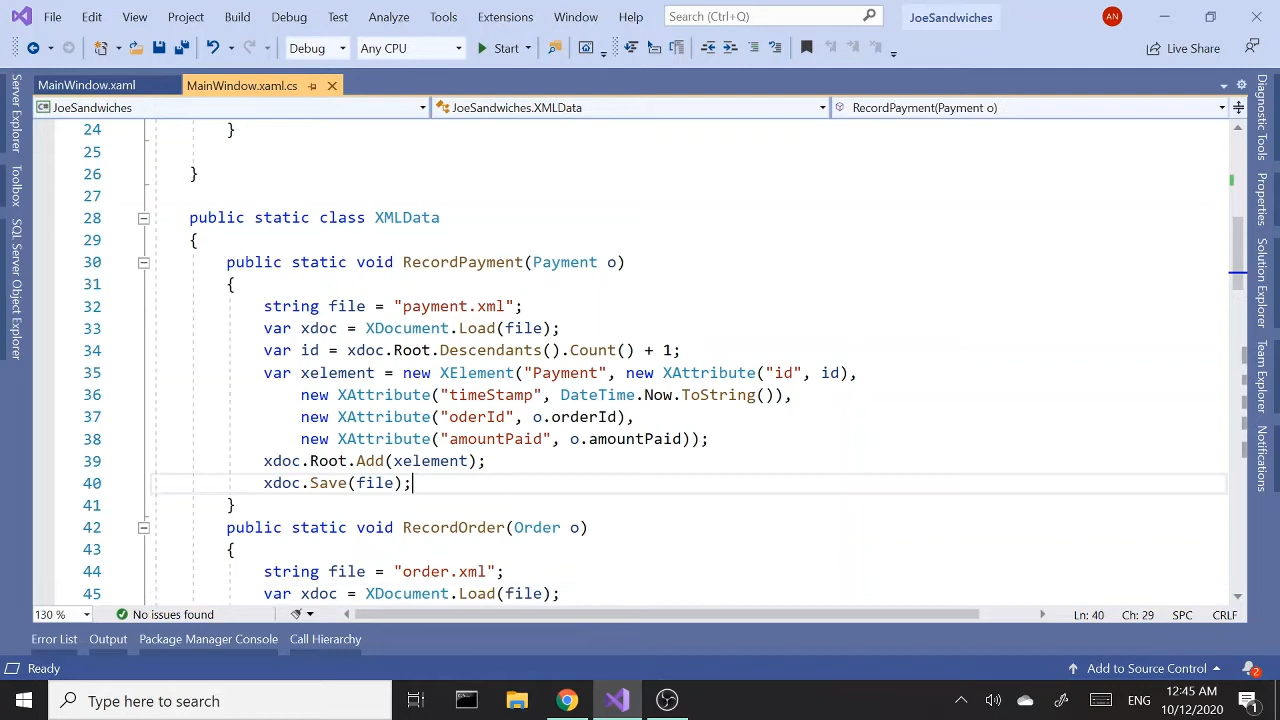 File Edit View Project Build Debug Test Analyze Tools Extensions Window Help Search (Ctrl+Q) JoeSandwiches AN
Debug Any CPU Start Live Share
MainWindow.xaml MainWindow.xaml.cs
JoeSandwiches JoeSandwiches.XMLData RecordPayment(Payment o)
24 }
25
26 }
27
28 public static class XMLData
29 {
30 public static void RecordPayment(Payment o)
31 {
32 string file = "payment.xml";
33 var xdoc = XDocument.Load(file);
34 var id = xdoc.Root.Descendants().Count() + 1;
35 var xelement = new XElement("Payment", new XAttribute("id", id),
36 new XAttribute("timeStamp", DateTime.Now.ToString()),
37 new XAttribute("oderId", o.orderId),
38 new XAttribute("amountPaid", o.amountPaid));
39 xdoc.Root.Add(xelement);
40 xdoc.Save(file);
41 }
42 public static void RecordOrder(Order o)
43 {
44 string file = "order.xml";
45 var xdoc = XDocument.Load(file);
Server Explorer
Toolbox
SQL Server Object Explorer
Diagnostic Tools
Properties
Solution Explorer
Team Explorer
Notifications
130 % No issues found Ln: 40 Ch: 29 SPC CRLF
Error List Output Package Manager Console Call Hierarchy
Ready Add to Source Control 2
Type here to search ENG 2:45 AM
10/12/2020 1